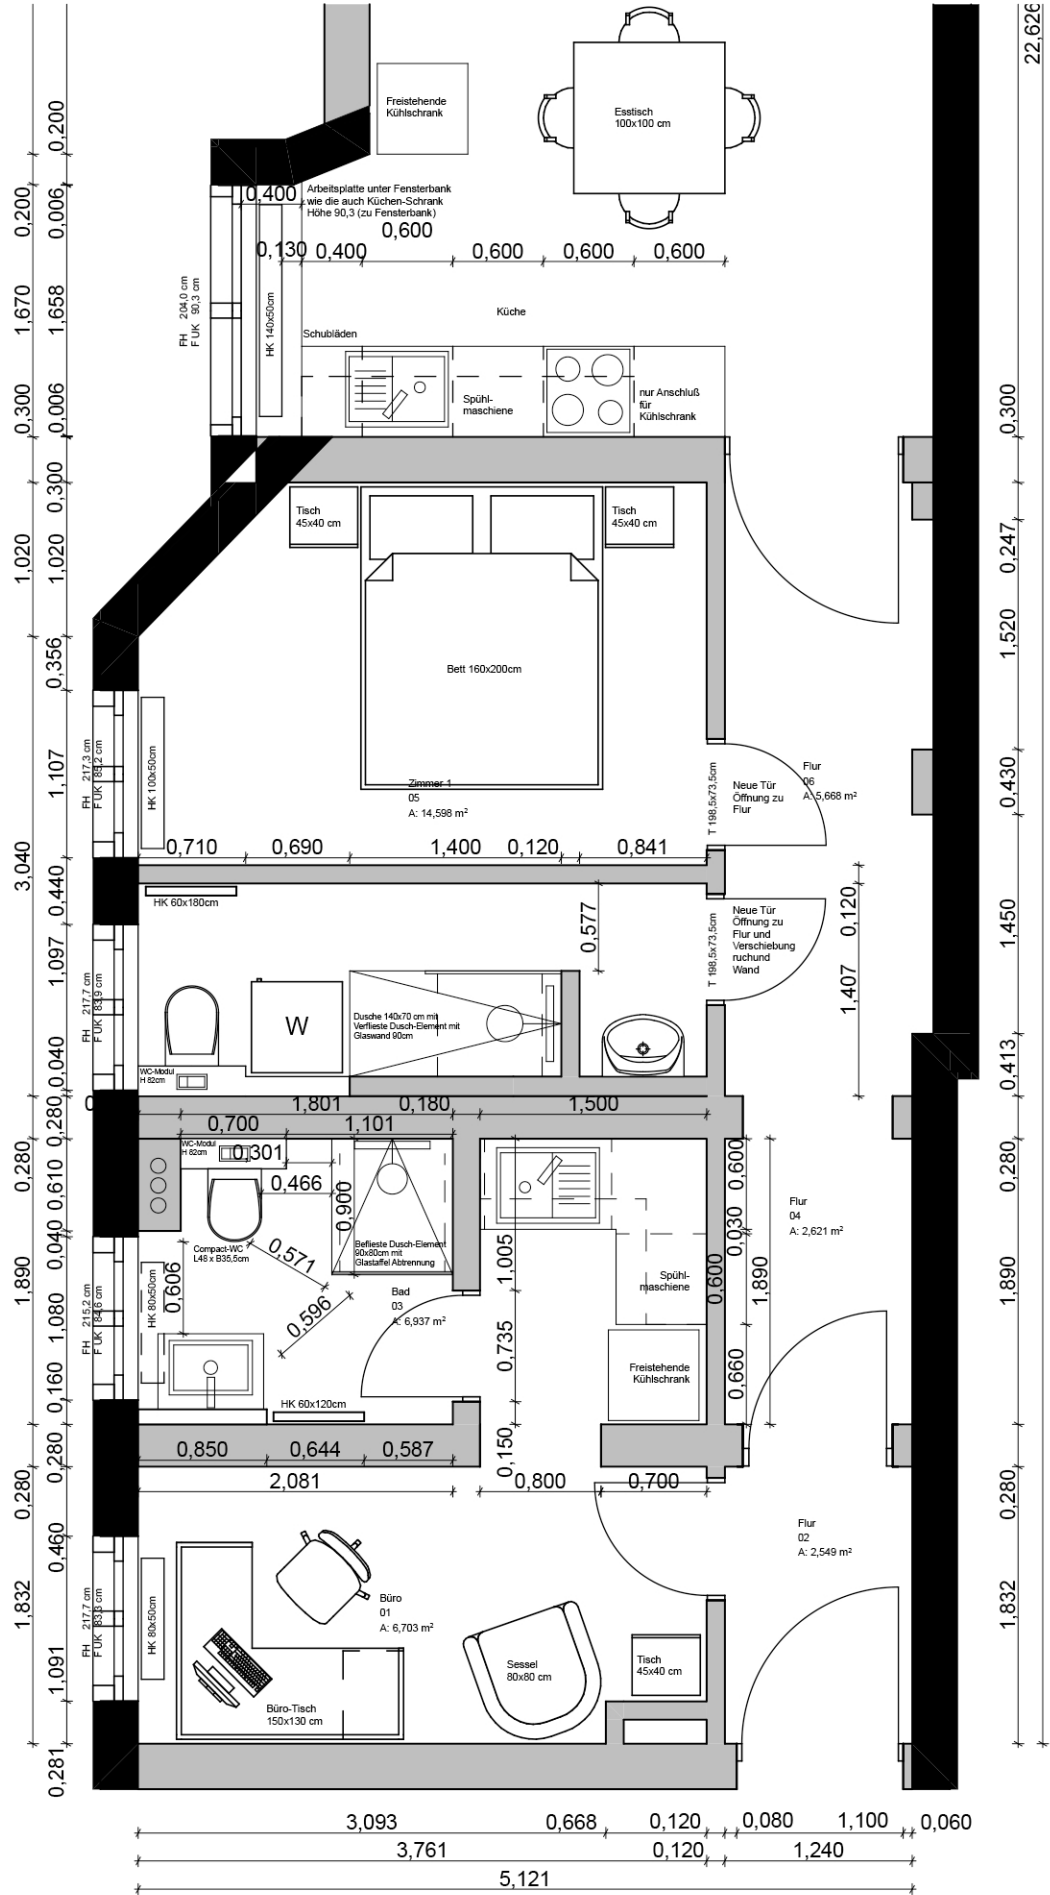 22,626
0,200
Freistehende
Kühlschrank
Esstisch
100x100 cm
0,200
0,006
0,400
Arbeitsplatte unter Fensterbank
wie die auch Küchen-Schrank
Höhe 90,3 (zu Fensterbank)
0,600
0,130
0,400
0,600
0,600
0,600
1,670
1,658
FH 204,0 cm
FUK 90,3 cm
HK 140x50cm
Küche
Schubläden
Spühl-
maschiene
nur Anschluß
für
Kühlschrank
0,300
0,006
0,300
0,300
Tisch
45x40 cm
Tisch
45x40 cm
1,020
1,020
0,247
1,520
0,356
Bett 160x200cm
1,107
FH 217,3 cm
FUK 85,2 cm
HK 100x50cm
Zimmer 1
05
A: 14,598 m²
T 198,5x73,5cm
Neue Tür
Öffnung zu
Flur
Flur
06
A: 5,668 m²
0,430
0,710
0,690
1,400
0,120
0,841
3,040
0,440
HK 60x180cm
0,577
T 198,5x73,5cm
Neue Tür
Öffnung zu
Flur und
Verschiebung
ruchund
Wand
0,120
1,407
1,450
1,097
FH 217,7 cm
FUK 83,9 cm
W
Dusche 140x70 cm mit
Verflieste Dusch-Element mit
Glaswand 90cm
WC-Modul
H 82cm
0,040
0,413
0,280
1,801
0,180
1,500
0,700
1,101
0,280
0,610
WC-Modul
H 82cm
0,301
0,466
0,900
0,600
0,280
0,040
Compact-WC
L48 x B35,5cm
0,571
Beflieste Dusch-Element
90x80cm mit
Glastaffel Abtrennung
1,005
0,030
Flur
04
A: 2,621 m²
1,890
1,080
FH 215,2 cm
FUK 84,6 cm
HK 80x50cm
0,606
0,596
Bad
03
A: 6,937 m²
0,735
Spühl-
maschiene
0,600
1,890
1,890
0,160
HK 60x120cm
Freistehende
Kühlschrank
0,660
0,280
0,850
0,644
0,587
0,150
0,280
2,081
0,800
0,700
0,280
0,460
Flur
02
A: 2,549 m²
1,832
1,091
FH 217,7 cm
FUK 83,3 cm
HK 80x50cm
Büro
01
A: 6,703 m²
Büro-Tisch
150x130 cm
Sessel
80x80 cm
Tisch
45x40 cm
1,832
0,281
3,093
0,668
0,120
0,080
1,100
0,060
3,761
0,120
1,240
5,121